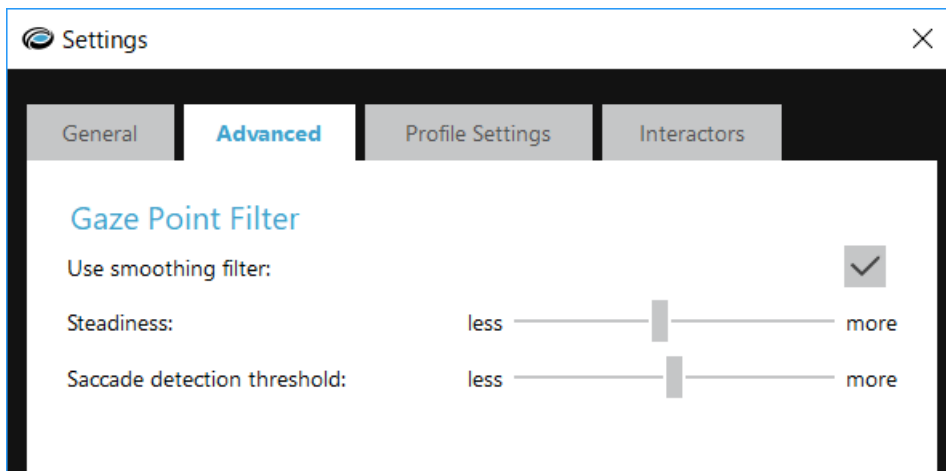 Settings
General Advanced Profile Settings Interactors
Gaze Point Filter
Use smoothing filter:
Steadiness: less more
Saccade detection threshold: less more